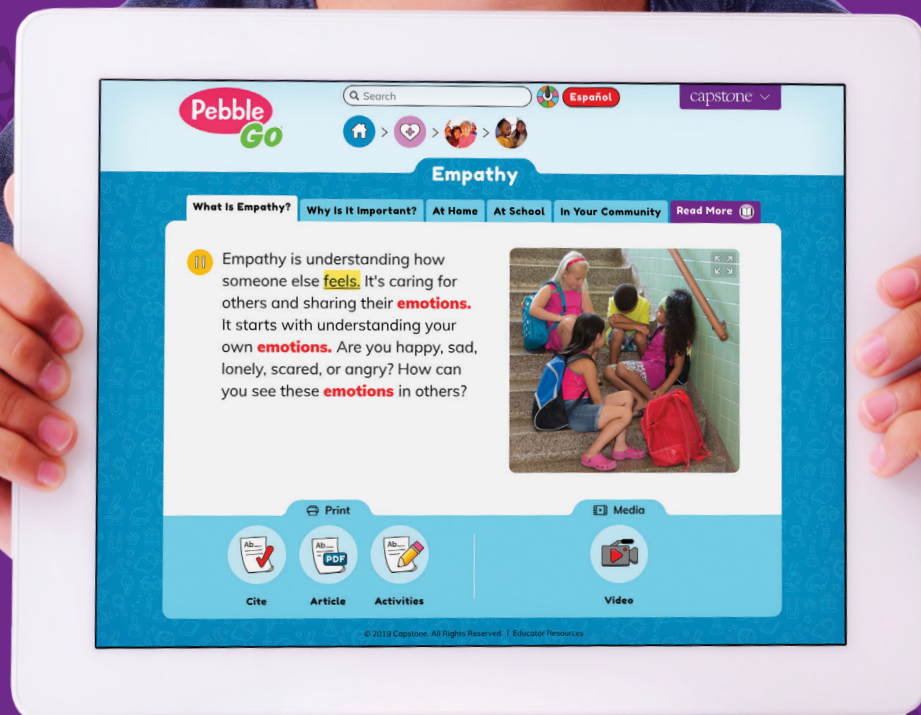 Pebble
Go
Search
Español
capstone
Empathy
What Is Empathy?
Why Is It Important?
At Home
At School
In Your Community
Read More
Empathy is understanding how
someone else feels. It's caring for
others and sharing their emotions.
It starts with understanding your
own emotions. Are you happy, sad,
lonely, scared, or angry? How can
you see these emotions in others?
Print
Media
Ab
Ab
PDF
Ab
Cite
Article
Activities
Video
© 2019 Capstone. All Rights Reserved. | Educator Resources